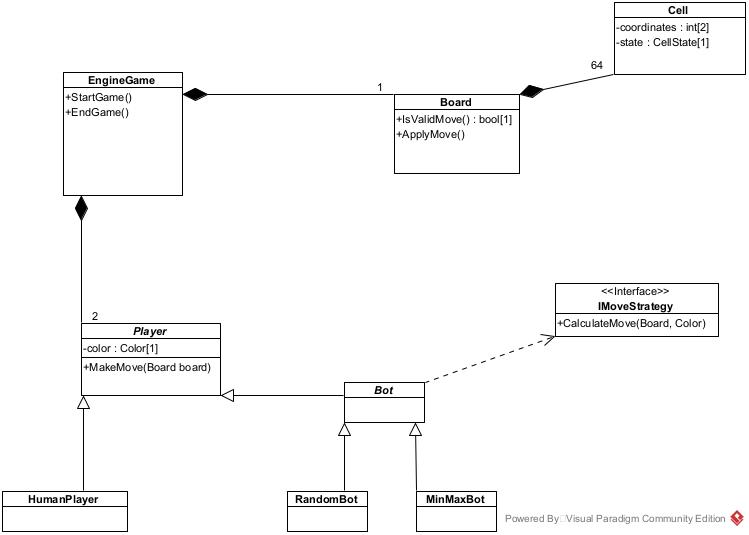 Cell
-coordinates : int[2]
-state : CellState[1]
64
EngineGame
+StartGame()
+EndGame()
1
Board
+IsValidMove() : bool[1]
+ApplyMove()
<<Interface>>
IMoveStrategy
+CalculateMove(Board, Color)
2
Player
-color : Color[1]
+MakeMove(Board board)
Bot
HumanPlayer
RandomBot
MinMaxBot
Powered By Visual Paradigm Community Edition